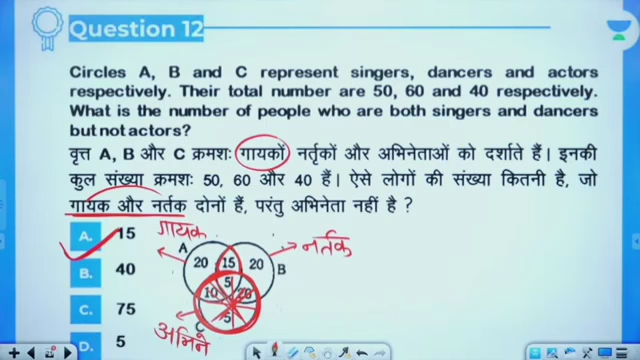 Question 12
Circles A, B and C represent singers, dancers and actors
respectively. Their total number are 50, 60 and 40 respectively.
What is the number of people who are both singers and dancers
but not actors?
वृत्त A, B और C क्रमशः गायकों नर्तृकों और अभिनेताओं को दर्शाते हैं। इनकी
कुल संख्या क्रमशः 50, 60 और 40 हैं। ऐसे लोगों की संख्या कितनी है, जो
गायक और नर्तक दोनों हैं, परंतु अभिनेता नहीं है ?
A. 15
B. 40
C. 75
D. 5
गायक
A
20 15 20
नर्तक
B
5
10 20
5
C
अभिने